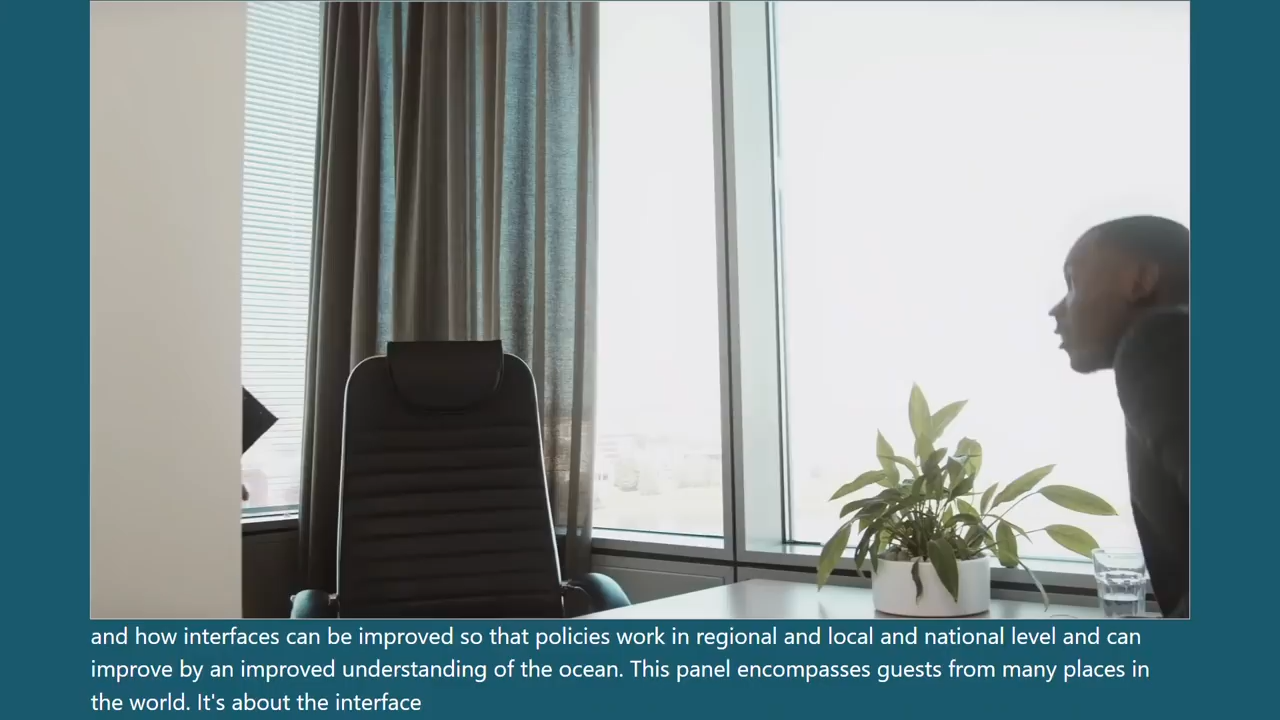 and how interfaces can be improved so that policies work in regional and local and national level and can
improve by an improved understanding of the ocean. This panel encompasses guests from many places in
the world. It's about the interface